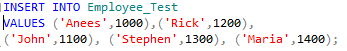 INSERT INTO Employee_Test
VALUES ('Anees',1000),('Rick',1200),
('John',1100), ('Stephen',1300), ('Maria',1400);